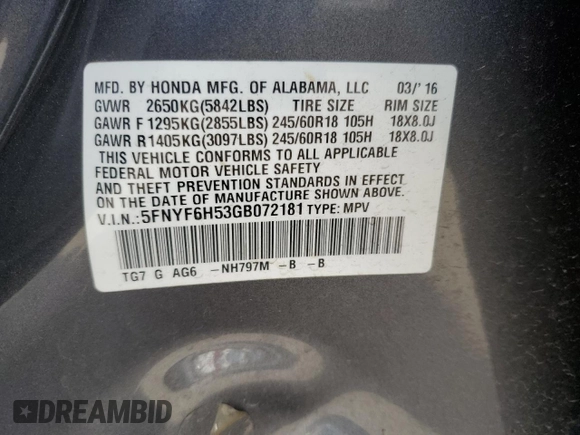 MFD. BY HONDA MFG. OF ALABAMA, LLC 03/'16
GVWR 2650KG(5842LBS) TIRE SIZE RIM SIZE
GAWR F 1295KG(2855LBS) 245/60R18 105H 18X8.0J
GAWR R1405KG(3097LBS) 245/60R18 105H 18X8.0J
THIS VEHICLE CONFORMS TO ALL APPLICABLE
FEDERAL MOTOR VEHICLE SAFETY
AND THEFT PREVENTION STANDARDS IN EFFECT
ON THE DATE OF MANUFACTURE SHOWN ABOVE.
V.I.N.:5FNYF6H53GB072181 TYPE: MPV
TG7 G AG6 -NH797M -B -B
DREAMBID